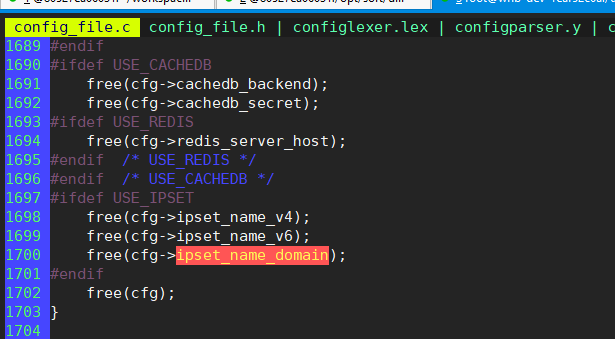 config_file.c config_file.h | configlexer.lex | configparser.y | c
1689 #endif
1690 #ifdef USE_CACHEDB
1691     free(cfg->cachedb_backend);
1692     free(cfg->cachedb_secret);
1693 #ifdef USE_REDIS
1694     free(cfg->redis_server_host);
1695 #endif  /* USE_REDIS */
1696 #endif  /* USE_CACHEDB */
1697 #ifdef USE_IPSET
1698     free(cfg->ipset_name_v4);
1699     free(cfg->ipset_name_v6);
1700     free(cfg->ipset_name_domain);
1701 #endif
1702     free(cfg);
1703 }
1704